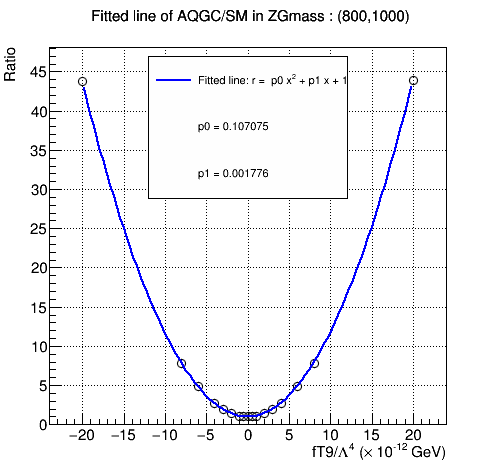 Fitted line of AQGC/SM in ZGmass : (800,1000)
Ratio
45
40
35
30
25
20
15
10
5
0
Fitted line: r = p0 x² + p1 x + 1
p0 = 0.107075
p1 = 0.001776
−20 −15 −10 −5 0 5 10 15 20
fT9/Λ⁴ (× 10⁻¹² GeV)